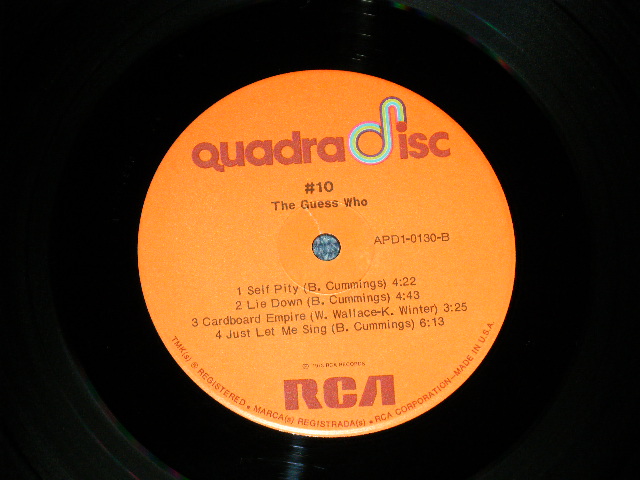 quadradisc
#10
The Guess Who
APD1-0130-B
1 Self Pity (B. Cummings) 4:22
2 Lie Down (B. Cummings) 4:43
3 Cardboard Empire (W. Wallace-K. Winter) 3:25
4 Just Let Me Sing (B. Cummings) 6:13
RCA RECORDS
RCA
TMK(s) ® REGISTERED • MARCA(s) REGISTRADA(s) • RCA CORPORATION—MADE IN U.S.A.